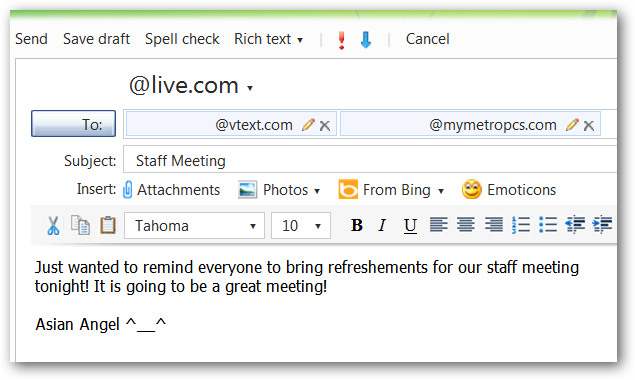 Send Save draft Spell check Rich text Cancel
@live.com
To: @vtext.com @mymetropcs.com
Subject: Staff Meeting
Insert: Attachments Photos From Bing Emoticons
Tahoma 10 B I U
Just wanted to remind everyone to bring refreshements for our staff meeting
tonight! It is going to be a great meeting!
Asian Angel ^__^